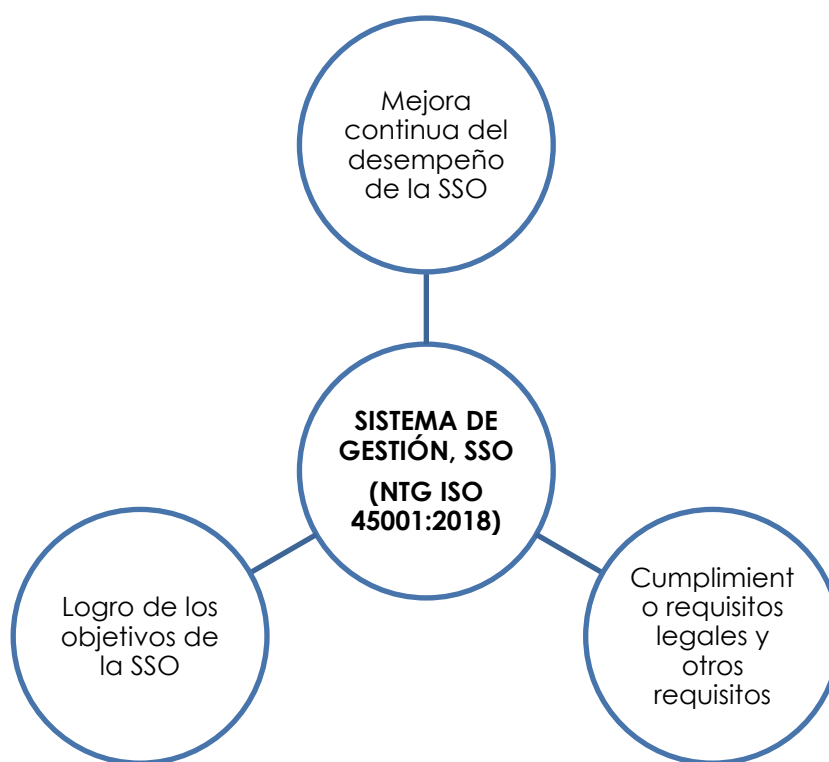 Mejora
continua del
desempeño
de la SSO
SISTEMA DE
GESTIÓN, SSO
(NTG ISO
45001:2018)
Logro de los
objetivos de
la SSO
Cumplimient
o requisitos
legales y
otros
requisitos